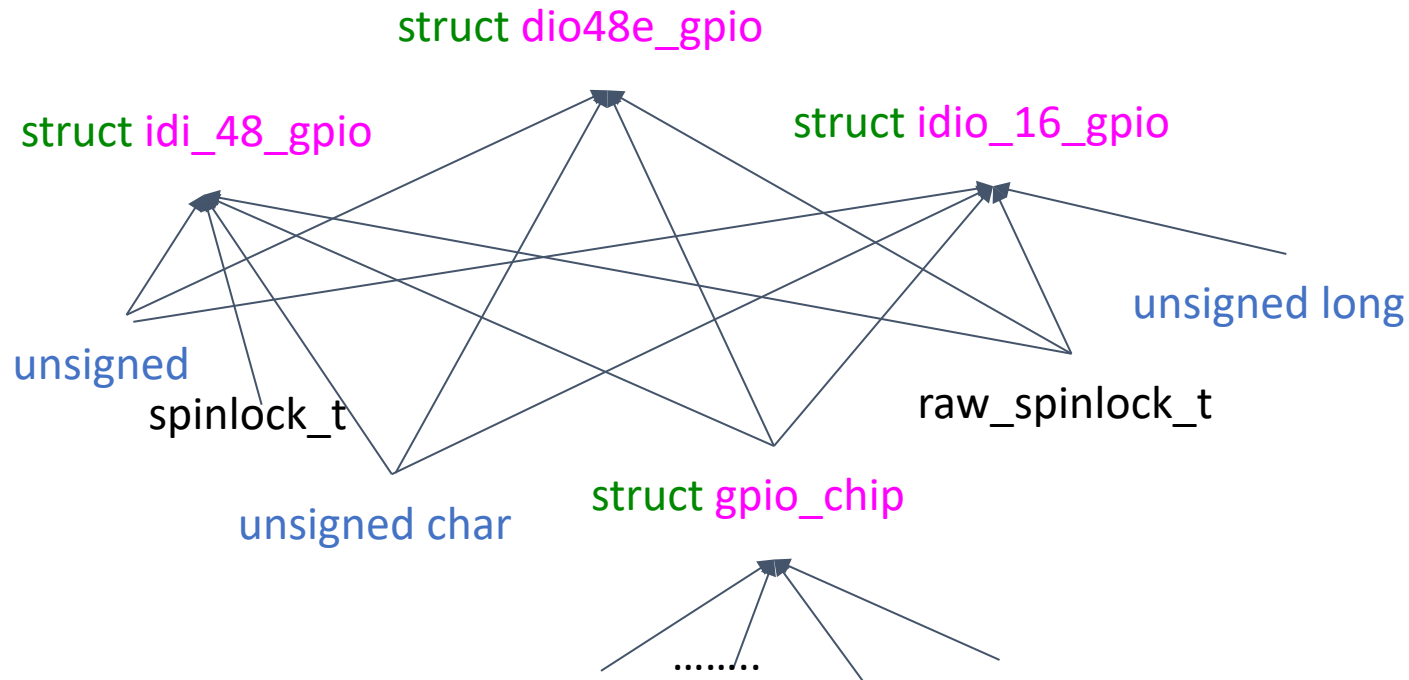 struct dio48e_gpio
struct idi_48_gpio
struct idio_16_gpio
unsigned long
unsigned
spinlock_t
raw_spinlock_t
struct gpio_chip
unsigned char
........